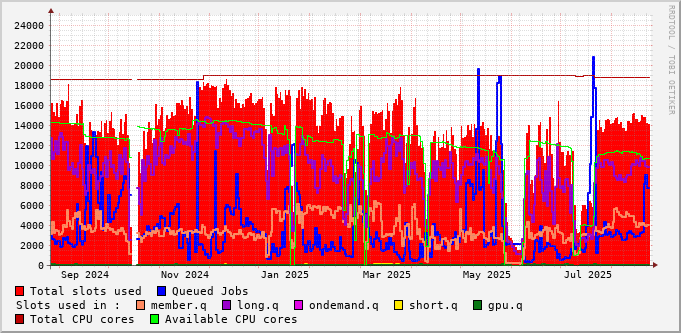 RRDTOOL / TOBI OETIKER
24000
22000
20000
18000
16000
14000
12000
10000
8000
6000
4000
2000
0
Sep 2024 Nov 2024 Jan 2025 Mar 2025 May 2025 Jul 2025
Total slots used Queued Jobs
Slots used in : member.q long.q ondemand.q short.q gpu.q
Total CPU cores Available CPU cores